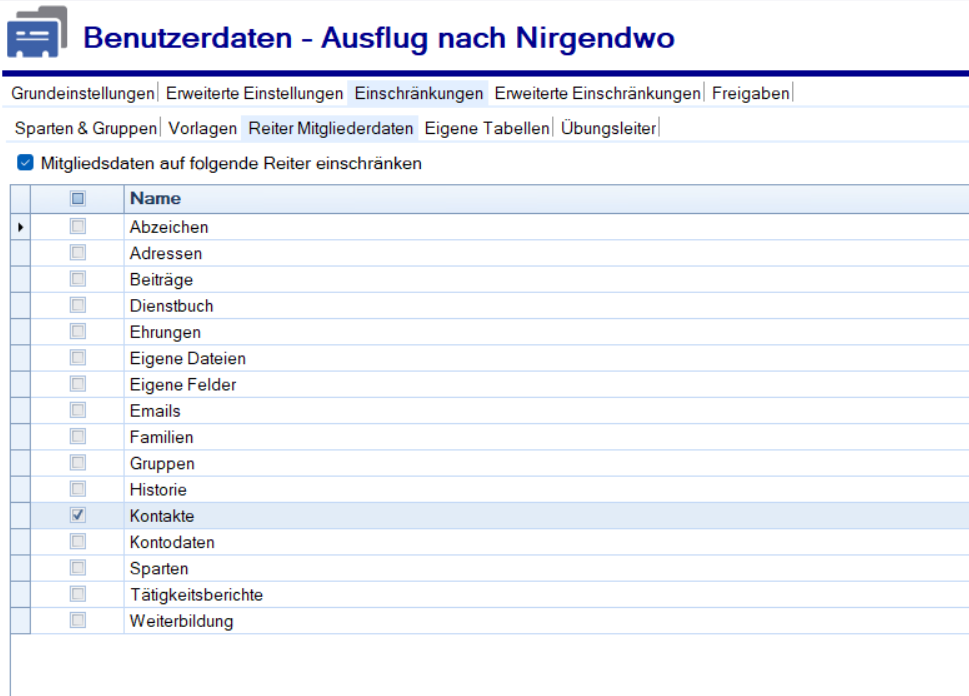 Benutzerdaten - Ausflug nach Nirgendwo
Grundeinstellungen Erweiterte Einstellungen Einschränkungen Erweiterte Einschränkungen Freigaben
Sparten & Gruppen Vorlagen Reiter Mitgliederdaten Eigene Tabellen Übungsleiter
Mitgliedsdaten auf folgende Reiter einschränken
Name
Abzeichen
Adressen
Beiträge
Dienstbuch
Ehrungen
Eigene Dateien
Eigene Felder
Emails
Familien
Gruppen
Historie
Kontakte
Kontodaten
Sparten
Tätigkeitsberichte
Weiterbildung